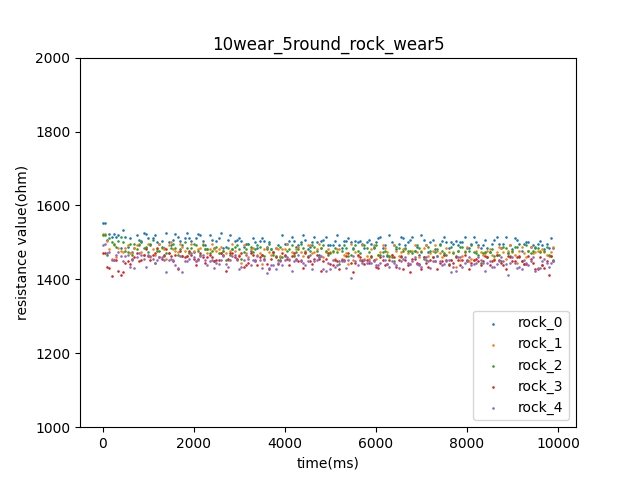 10wear_5round_rock_wear5
2000
1800
1600
1400
1200
1000
resistance value(ohm)
0
2000
4000
6000
8000
10000
time(ms)
rock_0
rock_1
rock_2
rock_3
rock_4